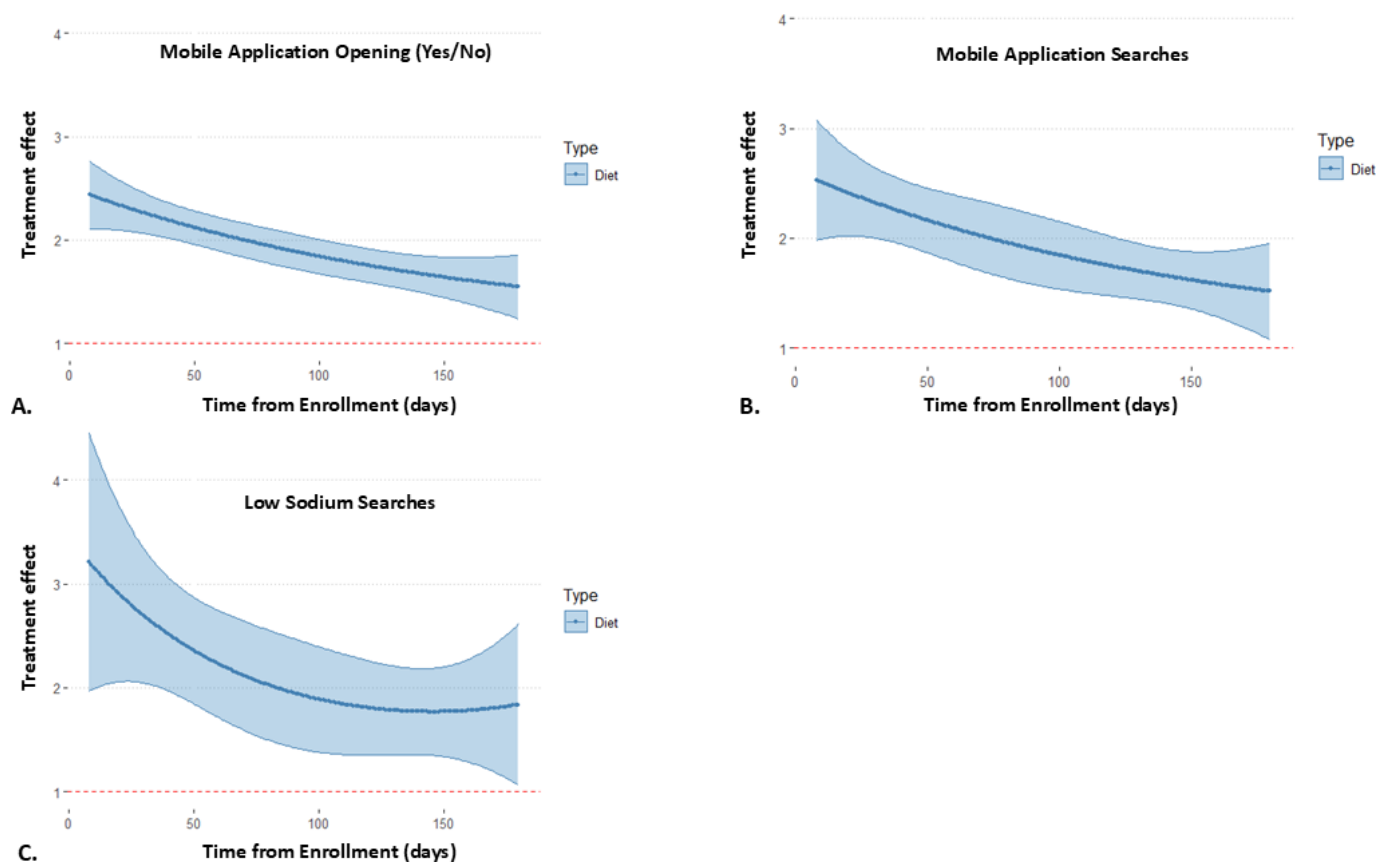 Mobile Application Opening (Yes/No)
4
3
2
1
Treatment effect
0
50
100
150
Time from Enrollment (days)
Type
Diet
A.
Mobile Application Searches
4
3
2
1
Treatment effect
0
50
100
150
Time from Enrollment (days)
Type
Diet
B.
Low Sodium Searches
4
3
2
1
Treatment effect
0
50
100
150
Time from Enrollment (days)
Type
Diet
C.